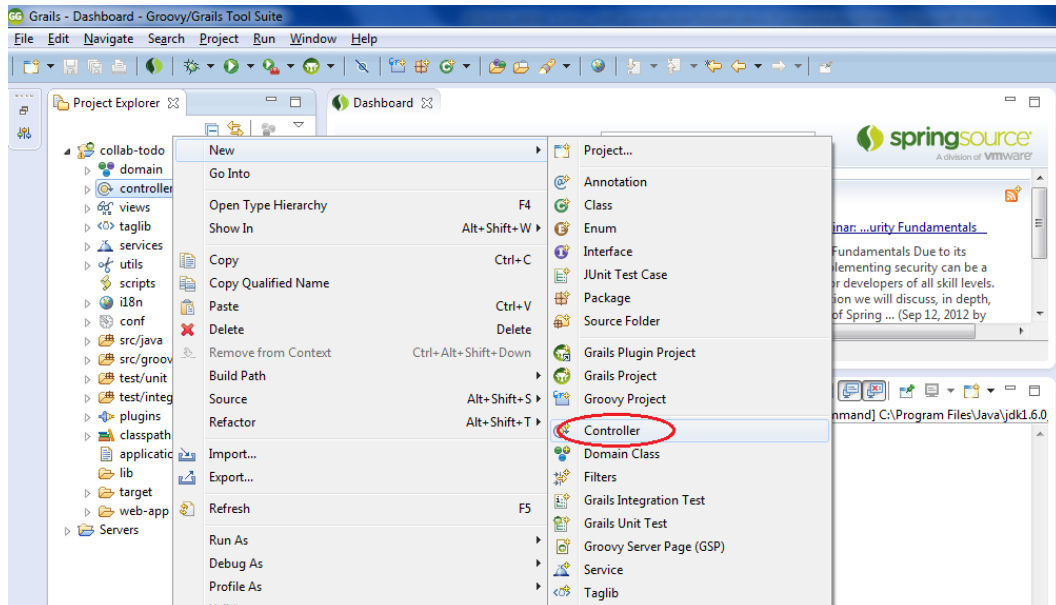 Grails - Dashboard - Groovy/Grails Tool Suite
File Edit Navigate Search Project Run Window Help
Project Explorer
Dashboard
collab-todo
domain
controller
views
taglib
services
utils
scripts
i18n
conf
src/java
src/groov
test/unit
test/integ
plugins
classpath
applicatio
lib
target
web-app
Servers
New
Go Into
Open Type Hierarchy F4
Show In Alt+Shift+W
Copy Ctrl+C
Copy Qualified Name
Paste Ctrl+V
Delete Delete
Remove from Context Ctrl+Alt+Shift+Down
Build Path
Source Alt+Shift+S
Refactor Alt+Shift+T
Import...
Export...
Refresh F5
Run As
Debug As
Profile As
Project...
Annotation
Class
Enum
Interface
JUnit Test Case
Package
Source Folder
Grails Plugin Project
Grails Project
Groovy Project
Controller
Domain Class
Filters
Grails Integration Test
Grails Unit Test
Groovy Server Page (GSP)
Service
Taglib
springsource
A division of vmware
inar: ...urity Fundamentals
Fundamentals Due to its
lementing security can be a
or developers of all skill levels.
ion we will discuss, in depth,
of Spring ... (Sep 12, 2012 by
mmand] C:\Program Files\Java\jdk1.6.0